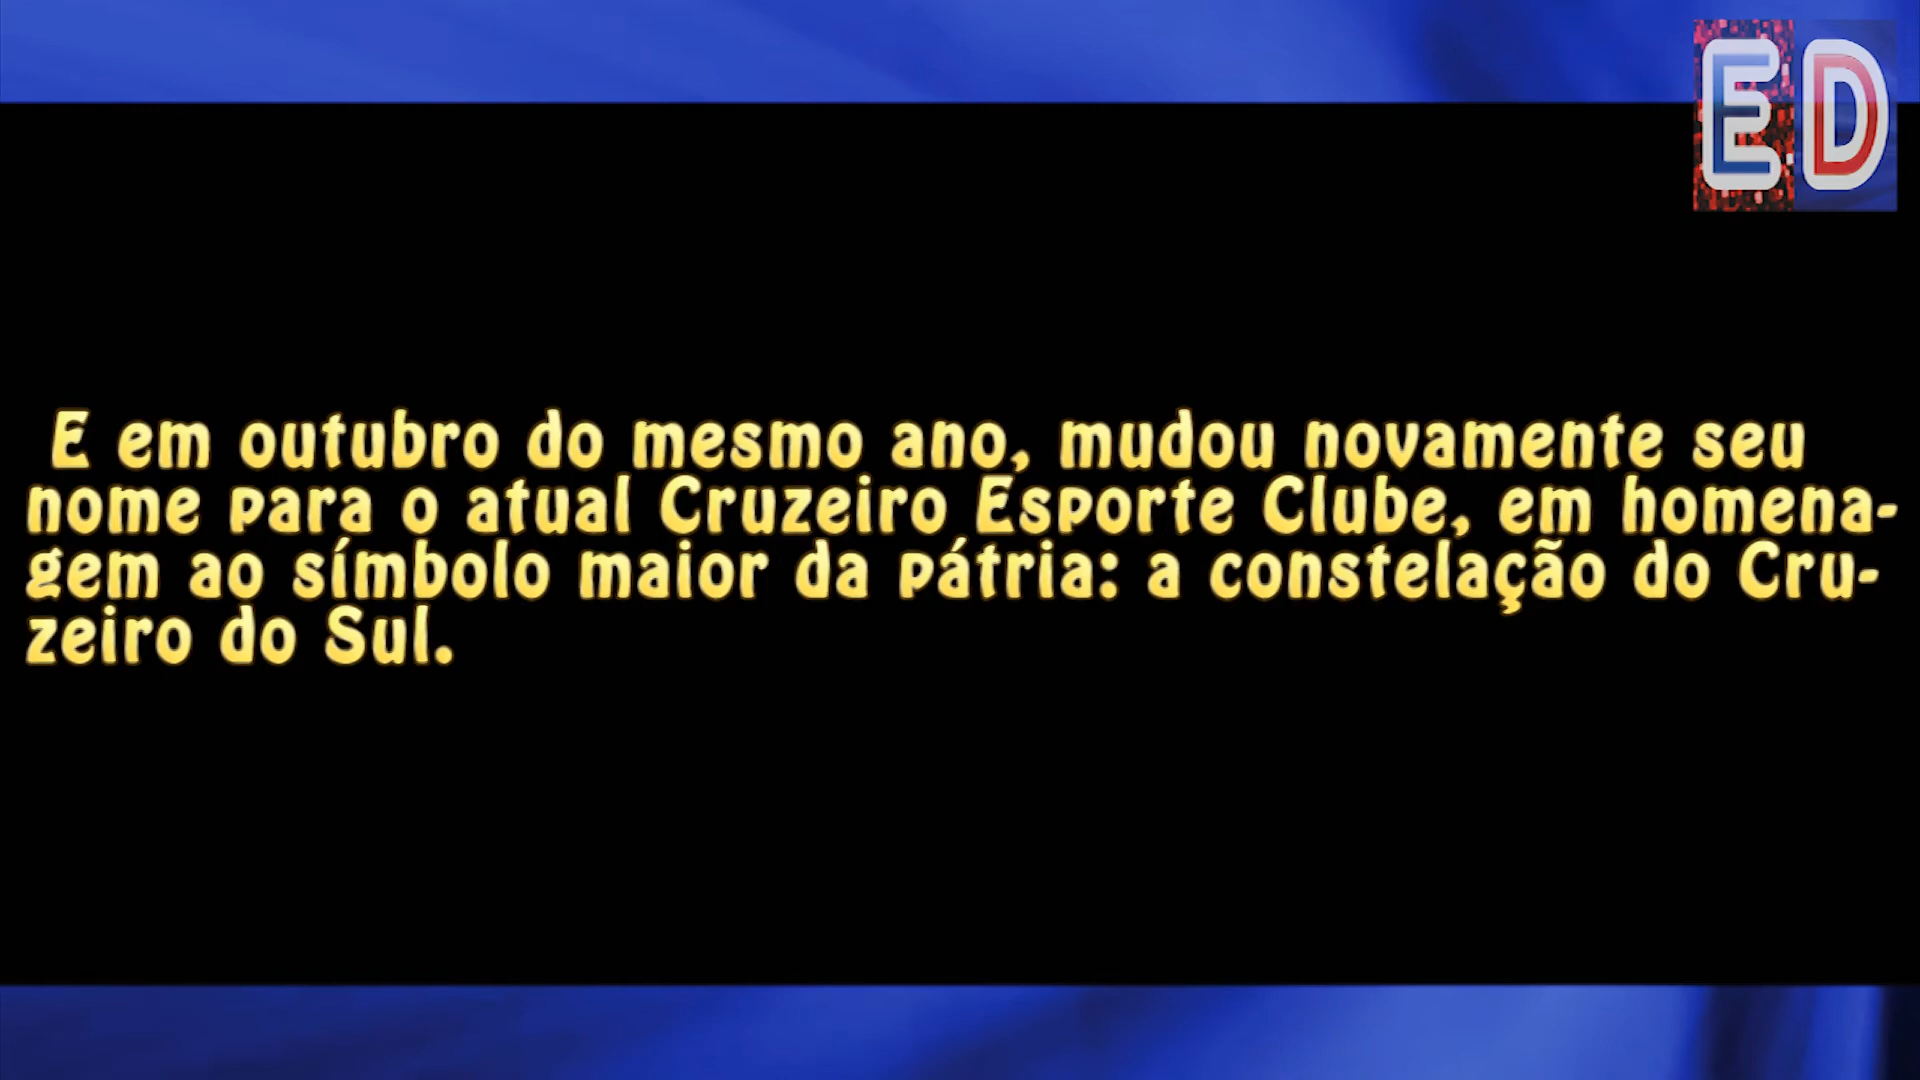 ED
E em outubro do mesmo ano, mudou novamente seu
nome para o atual Cruzeiro Esporte Clube, em homena-
gem ao símbolo maior da pátria: a constelação do Cru-
zeiro do Sul.